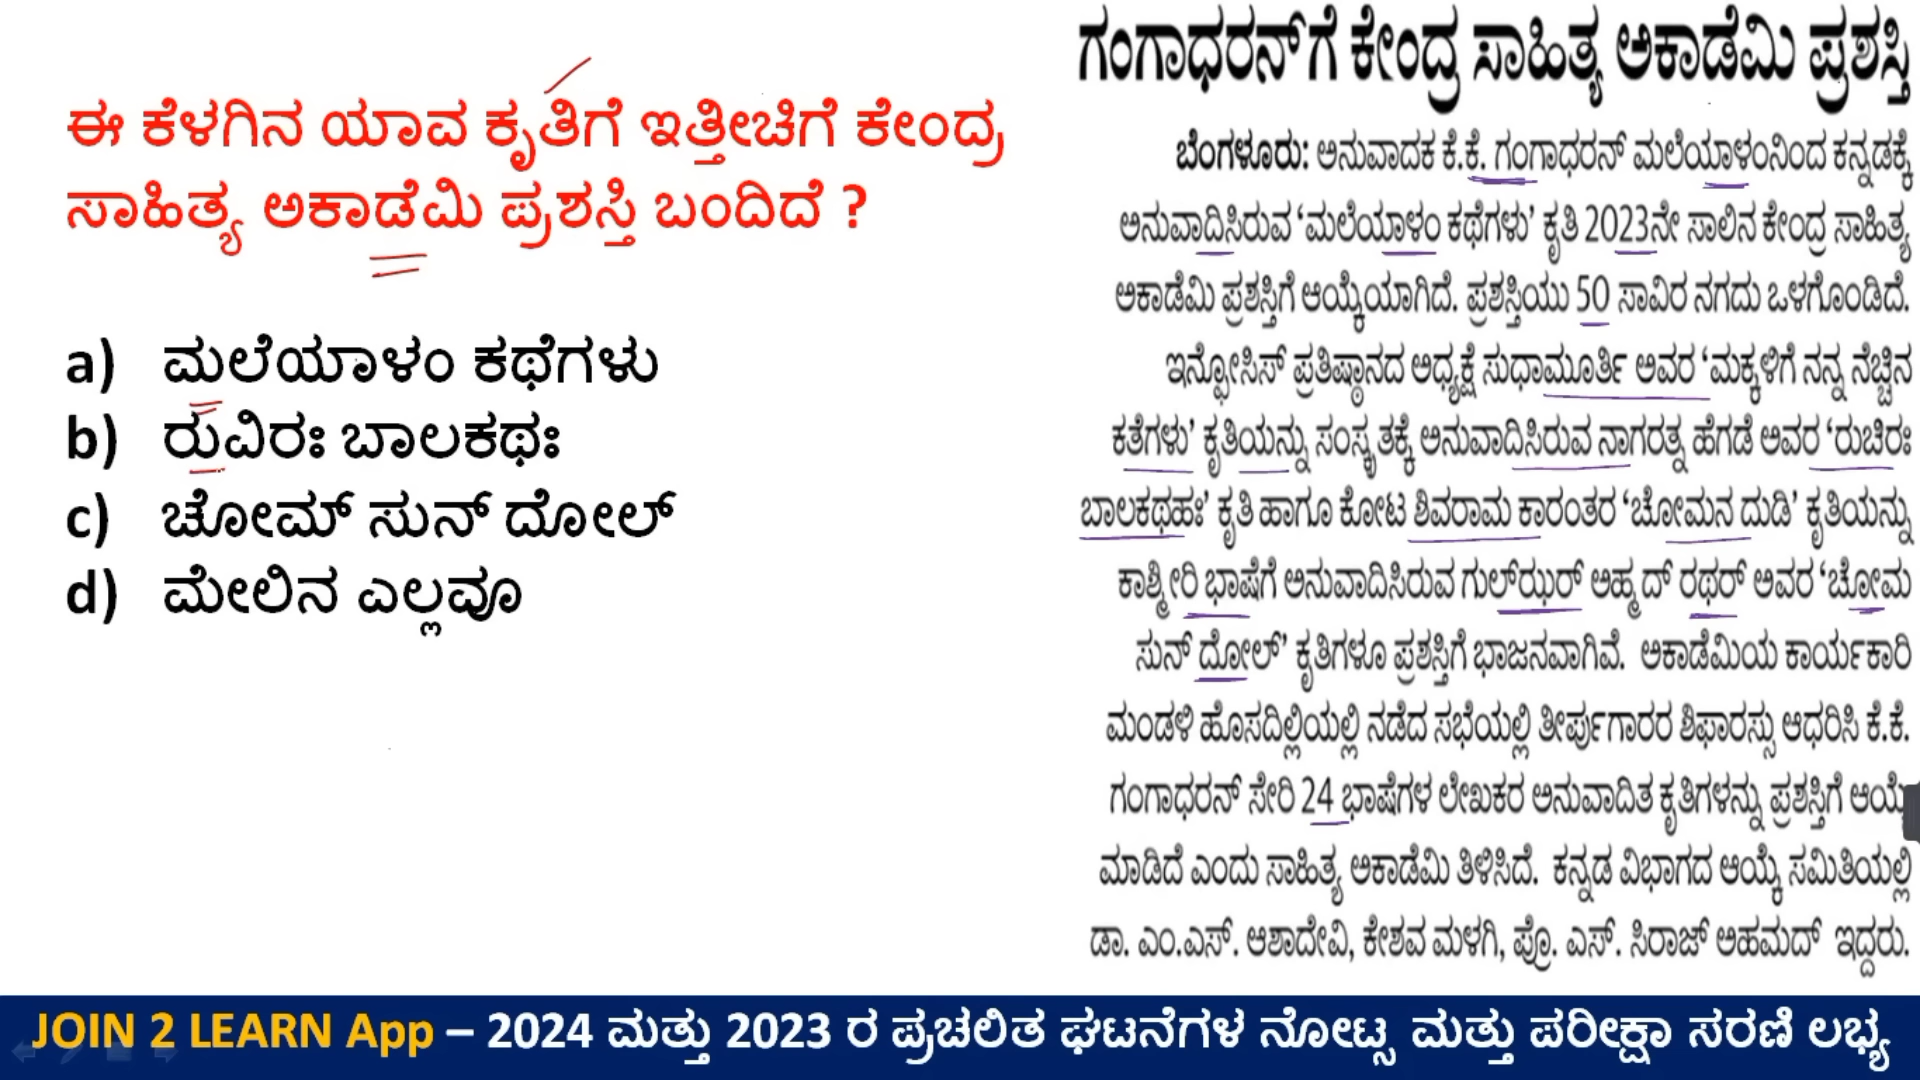 ಈ ಕೆಳಗಿನ ಯಾವ ಕೃತಿಗೆ ಇತ್ತೀಚಿಗೆ ಕೇಂದ್ರ
ಸಾಹಿತ್ಯ ಅಕಾಡೆಮಿ ಪ್ರಶಸ್ತಿ ಬಂದಿದೆ ?
a) ಮಲೆಯಾಳಂ ಕಥೆಗಳು
b) ರುವಿರಃ ಬಾಲಕಥಃ
c) ಚೋಮ್ ಸುನ್ ದೋಲ್
d) ಮೇಲಿನ ಎಲ್ಲವೂ
ಗಂಗಾಧರನ್‌ಗೆ ಕೇಂದ್ರ ಸಾಹಿತ್ಯ ಅಕಾಡೆಮಿ ಪ್ರಶಸ್ತಿ
ಬೆಂಗಳೂರು: ಅನುವಾದಕ ಕೆ.ಕೆ. ಗಂಗಾಧರನ್ ಮಲೆಯಾಳಂನಿಂದ ಕನ್ನಡಕ್ಕೆ
ಅನುವಾದಿಸಿರುವ ‘ಮಲೆಯಾಳಂ ಕಥೆಗಳು’ ಕೃತಿ 2023ನೇ ಸಾಲಿನ ಕೇಂದ್ರ ಸಾಹಿತ್ಯ
ಅಕಾಡೆಮಿ ಪ್ರಶಸ್ತಿಗೆ ಆಯ್ಕೆಯಾಗಿದೆ. ಪ್ರಶಸ್ತಿಯು 50 ಸಾವಿರ ನಗದು ಒಳಗೊಂಡಿದೆ.
ಇನ್ಫೋಸಿಸ್ ಪ್ರತಿಷ್ಠಾನದ ಅಧ್ಯಕ್ಷೆ ಸುಧಾಮೂರ್ತಿ ಅವರ ‘ಮಕ್ಕಳಿಗೆ ನನ್ನ ನೆಚ್ಚಿನ
ಕತೆಗಳು’ ಕೃತಿಯನ್ನು ಸಂಸ್ಕೃತಕ್ಕೆ ಅನುವಾದಿಸಿರುವ ನಾಗರತ್ನ ಹೆಗಡೆ ಅವರ ‘ರುಚಿರಃ
ಬಾಲಕಥಹಃ’ ಕೃತಿ ಹಾಗೂ ಕೋಟ ಶಿವರಾಮ ಕಾರಂತರ ‘ಚೋಮನ ದುಡಿ’ ಕೃತಿಯನ್ನು
ಕಾಶ್ಮೀರಿ ಭಾಷೆಗೆ ಅನುವಾದಿಸಿರುವ ಗುಲ್‌ಝರ್ ಅಹ್ಮದ್ ರಥರ್ ಅವರ ‘ಚೋಮ
ಸುನ್ ದೋಲ್’ ಕೃತಿಗಳೂ ಪ್ರಶಸ್ತಿಗೆ ಭಾಜನವಾಗಿವೆ. ಅಕಾಡೆಮಿಯ ಕಾರ್ಯಕಾರಿ
ಮಂಡಳಿ ಹೊಸದಿಲ್ಲಿಯಲ್ಲಿ ನಡೆದ ಸಭೆಯಲ್ಲಿ ತೀರ್ಪುಗಾರರ ಶಿಫಾರಸ್ಸು ಆಧರಿಸಿ ಕೆ.ಕೆ.
ಗಂಗಾಧರನ್ ಸೇರಿ 24 ಭಾಷೆಗಳ ಲೇಖಕರ ಅನುವಾದಿತ ಕೃತಿಗಳನ್ನು ಪ್ರಶಸ್ತಿಗೆ ಆಯ್ಕೆ
ಮಾಡಿದೆ ಎಂದು ಸಾಹಿತ್ಯ ಅಕಾಡೆಮಿ ತಿಳಿಸಿದೆ. ಕನ್ನಡ ವಿಭಾಗದ ಆಯ್ಕೆ ಸಮಿತಿಯಲ್ಲಿ
ಡಾ. ಎಂ.ಎಸ್. ಆಶಾದೇವಿ, ಕೇಶವ ಮಳಗಿ, ಪ್ರೊ. ಎಸ್. ಸಿರಾಜ್ ಅಹಮದ್ ಇದ್ದರು.
JOIN 2 LEARN App – 2024 ಮತ್ತು 2023 ರ ಪ್ರಚಲಿತ ಘಟನೆಗಳ ನೋಟ್ಸ ಮತ್ತು ಪರೀಕ್ಷಾ ಸರಣಿ ಲಭ್ಯ